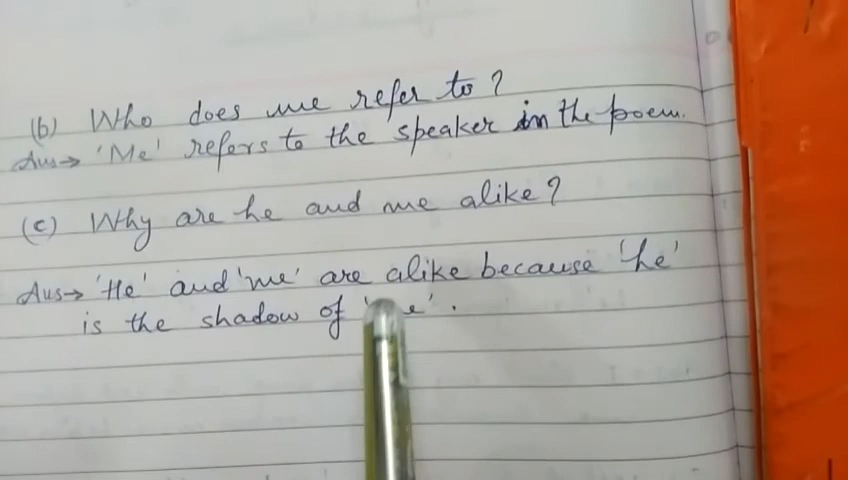 (b) Who does me refer to?
Ans→ 'Me' refers to the speaker in the poem.
(c) Why are he and me alike?
Ans→ 'He' and 'me' are alike because 'he'
is the shadow of